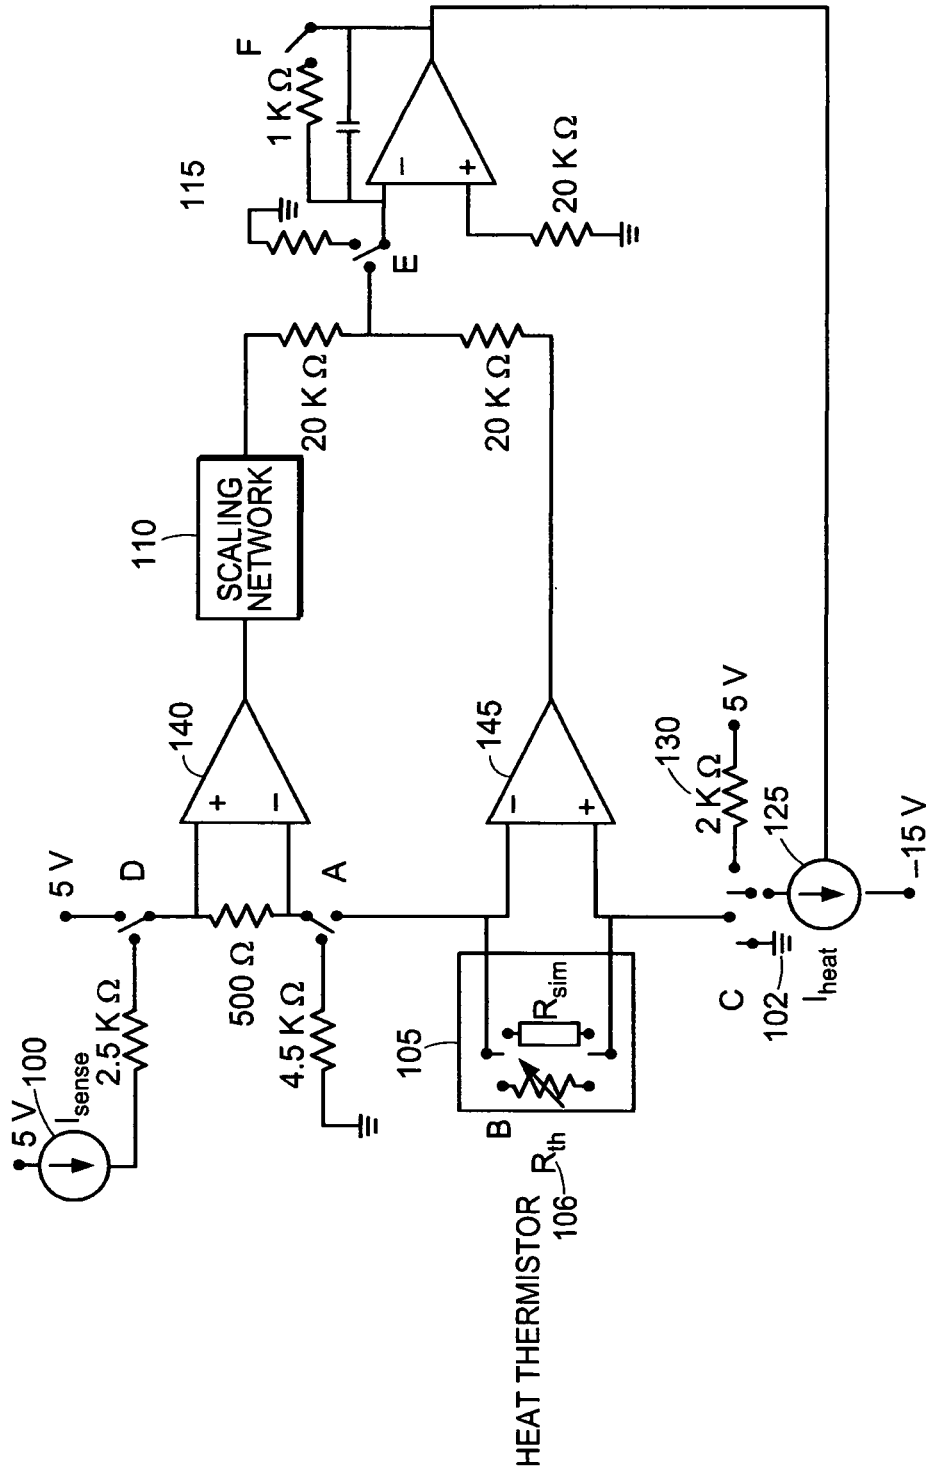 5 V
100
I_sense
2.5 K Ω
5 V
D
500 Ω
A
4.5 K Ω
140
+
−
110
SCALING
NETWORK
20 K Ω
20 K Ω
115
E
F
1 K Ω
−
+
20 K Ω
105
B
R_sim
R_th
106
HEAT THERMISTOR
145
−
+
C
102
I_heat
130
2 K Ω
5 V
125
−15 V